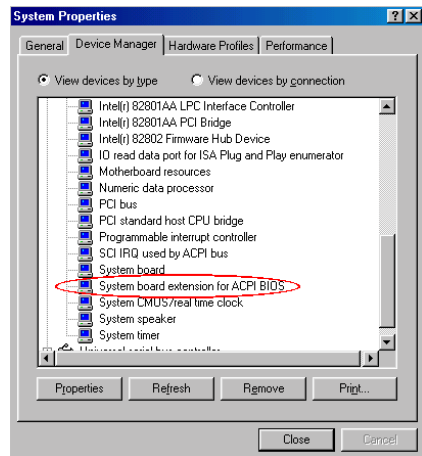 System Properties
General Device Manager Hardware Profiles Performance
View devices by type View devices by connection
Intel(r) 82801AA LPC Interface Controller
Intel(r) 82801AA PCI Bridge
Intel(r) 82802 Firmware Hub Device
IO read data port for ISA Plug and Play enumerator
Motherboard resources
Numeric data processor
PCI bus
PCI standard host CPU bridge
Programmable interrupt controller
SCI IRQ used by ACPI bus
System board
System board extension for ACPI BIOS
System CMOS/real time clock
System speaker
System timer
Universal serial bus controller
Properties Refresh Remove Print...
Close Cancel